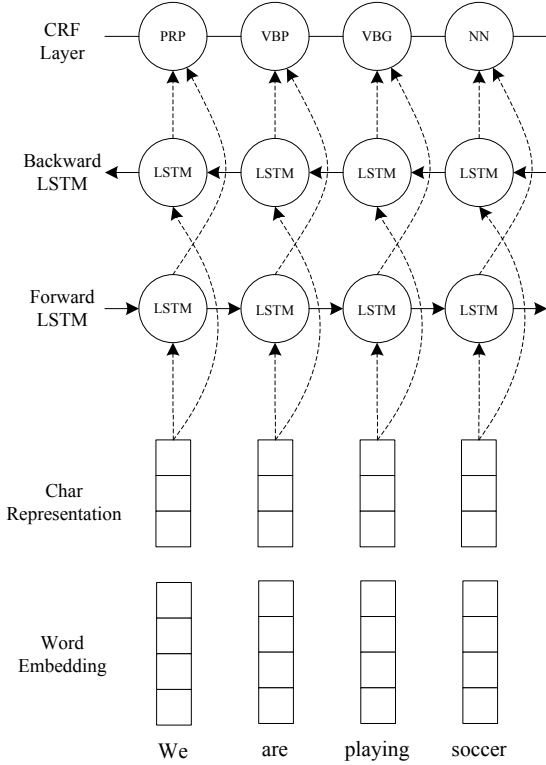 CRF
Layer
PRP
VBP
VBG
NN
Backward
LSTM
LSTM
LSTM
LSTM
LSTM
Forward
LSTM
LSTM
LSTM
LSTM
LSTM
Char
Representation
Word
Embedding
We
are
playing
soccer